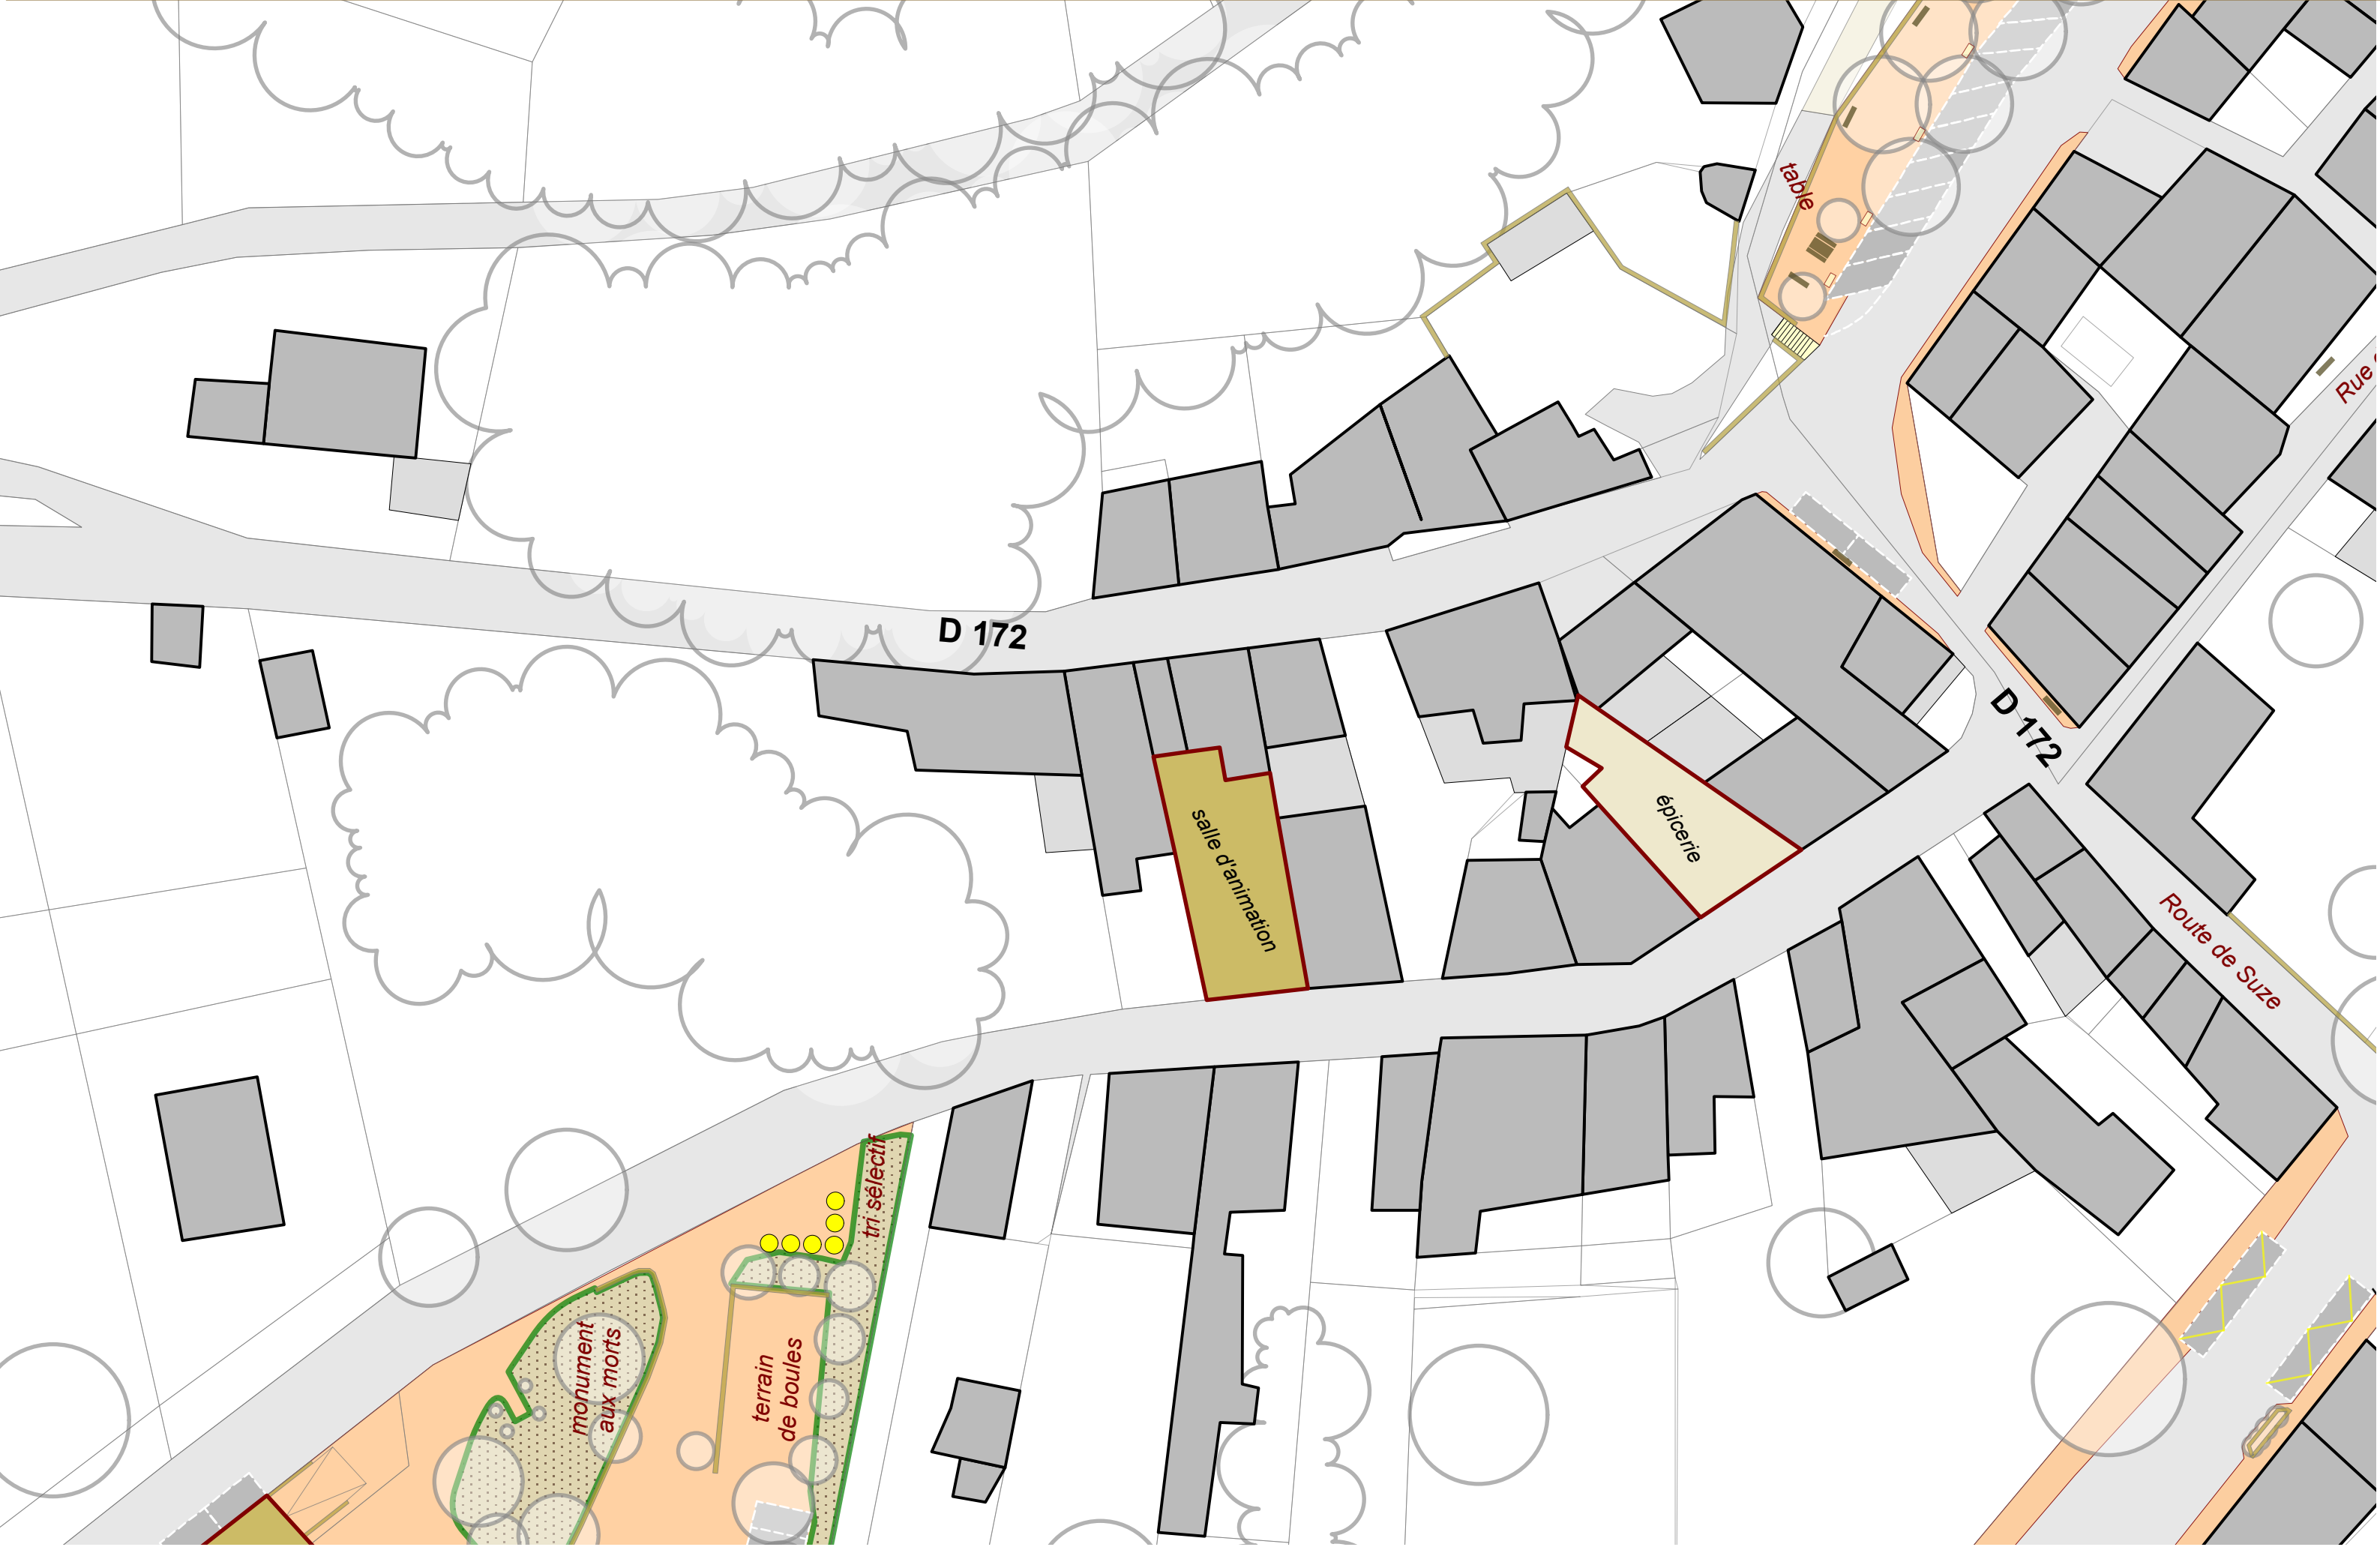 table
Rue
D 172
D 172
salle d'animation
épicerie
Route de Suze
tri sélectif
monument
aux morts
terrain
de boules